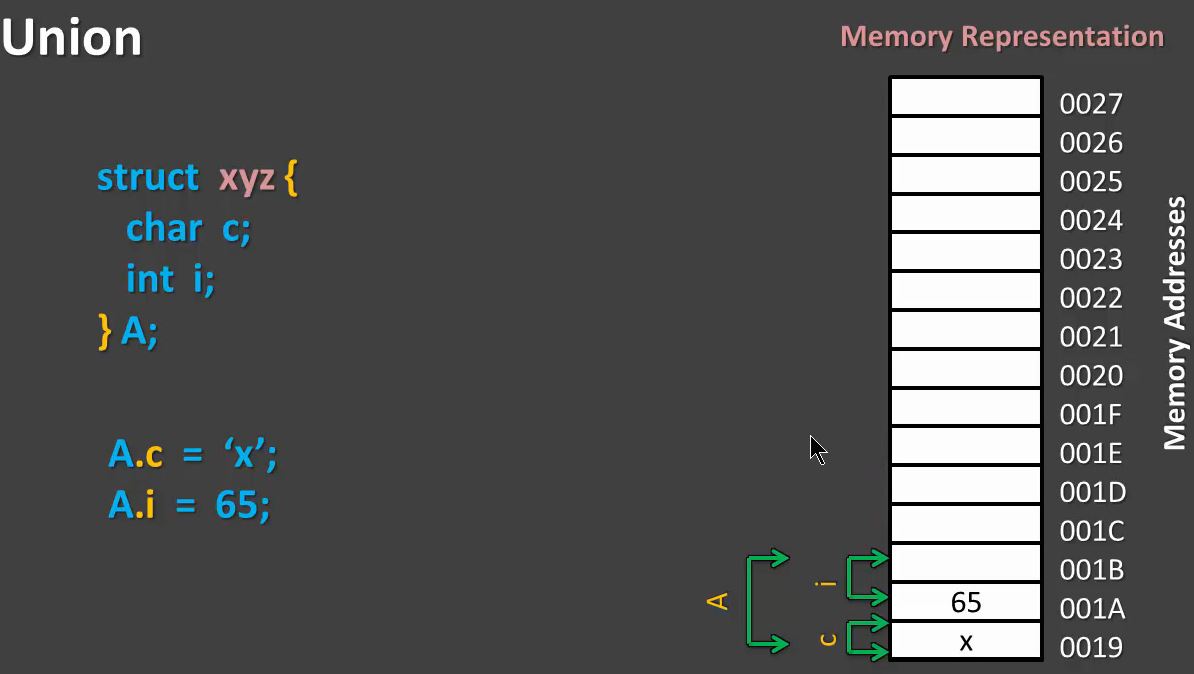 Union
Memory Representation
struct xyz {
char c;
int i;
} A;
A.c = ‘x’;
A.i = 65;
0027
0026
0025
0024
0023
0022
0021
0020
001F
001E
001D
001C
001B
65 001A
x 0019
A
i
c
Memory Addresses